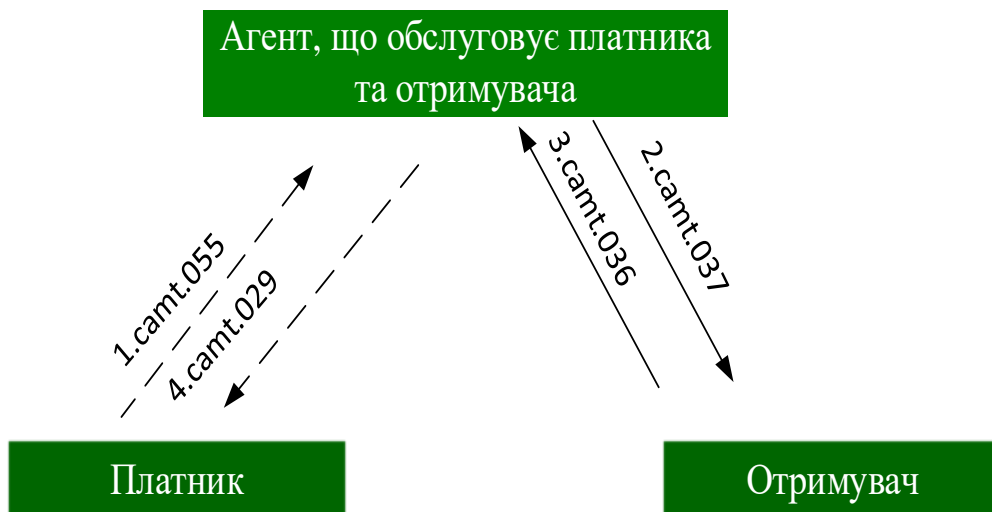 Агент, що обслуговує платника
та отримувача
1.camt.055
4.camt.029
3.camt.036
2.camt.037
Платник
Отримувач